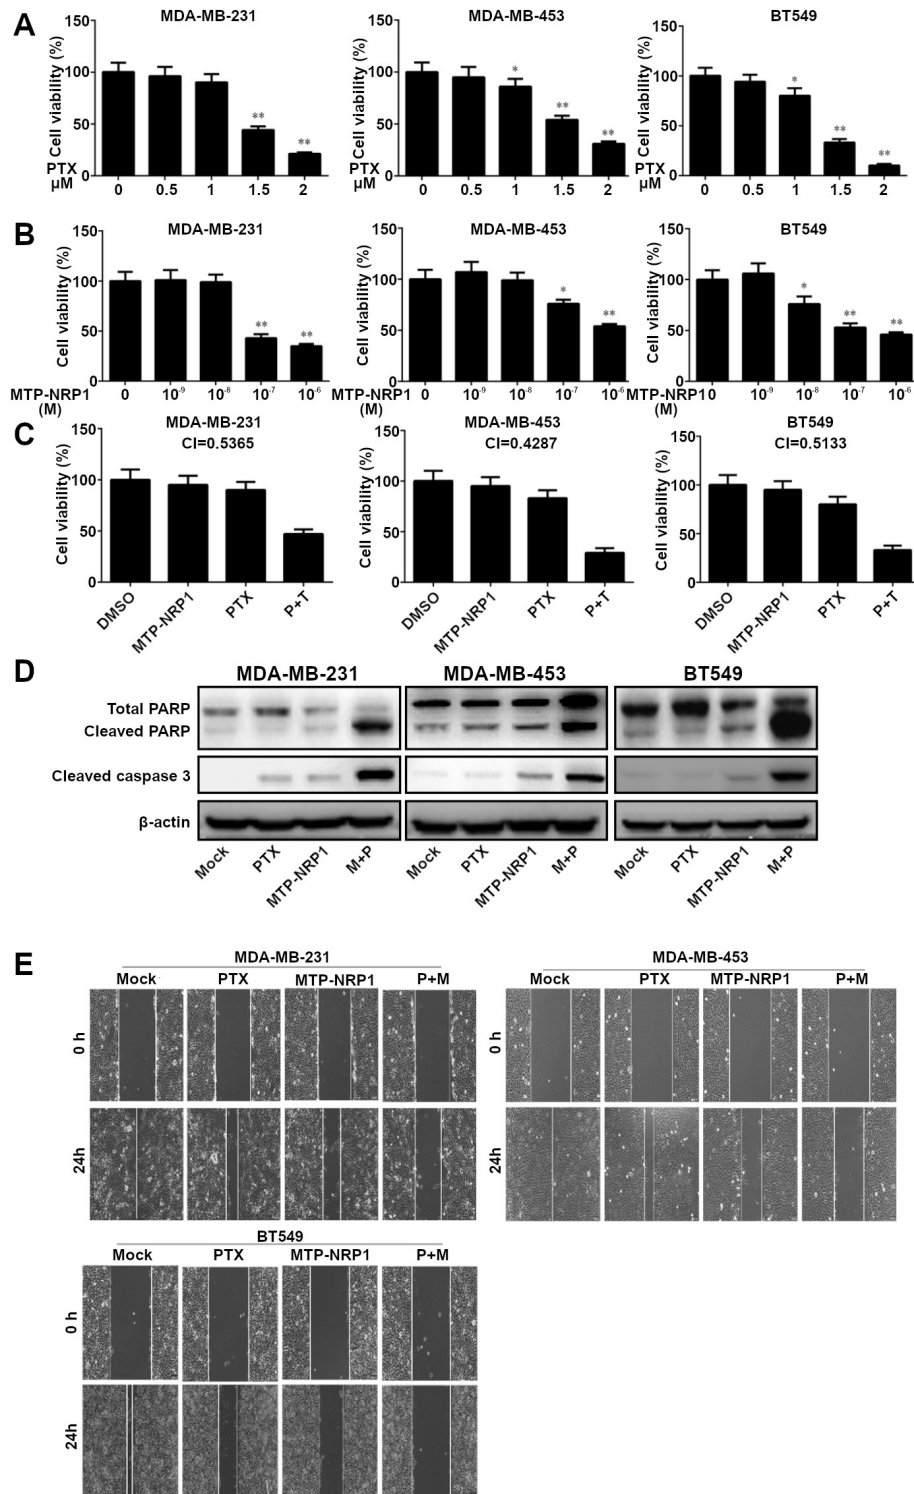 A
MDA-MB-231
MDA-MB-453
BT549
Cell viability (%)
150
100
50
0
PTX
μM
0 0.5 1 1.5 2
** **
Cell viability (%)
150
100
50
0
PTX
μM
0 0.5 1 1.5 2
* ** **
Cell viability (%)
150
100
50
0
PTX
μM
0 0.5 1 1.5 2
* ** **
B
MDA-MB-231
MDA-MB-453
BT549
Cell viability (%)
150
100
50
0
MTP-NRP1
(M)
0 10-9 10-8 10-7 10-6
** **
Cell viability (%)
150
100
50
0
MTP-NRP1
(M)
0 10-9 10-8 10-7 10-6
* **
Cell viability (%)
150
100
50
0
MTP-NRP10
(M)
10-9 10-8 10-7 10-6
* ** **
C
MDA-MB-231
CI=0.5365
MDA-MB-453
CI=0.4287
BT549
CI=0.5133
Cell viability (%)
150
100
50
0
DMSO MTP-NRP1 PTX P+T
Cell viability (%)
150
100
50
0
DMSO MTP-NRP1 PTX P+T
Cell viability (%)
150
100
50
0
DMSO MTP-NRP1 PTX P+T
D
MDA-MB-231 MDA-MB-453 BT549
Total PARP
Cleaved PARP
Cleaved caspase 3
β-actin
Mock PTX MTP-NRP1 M+P Mock PTX MTP-NRP1 M+P Mock PTX MTP-NRP1 M+P
E
MDA-MB-231
Mock PTX MTP-NRP1 P+M
0 h
24h
MDA-MB-453
Mock PTX MTP-NRP1 P+M
0 h
24h
BT549
Mock PTX MTP-NRP1 P+M
0 h
24h